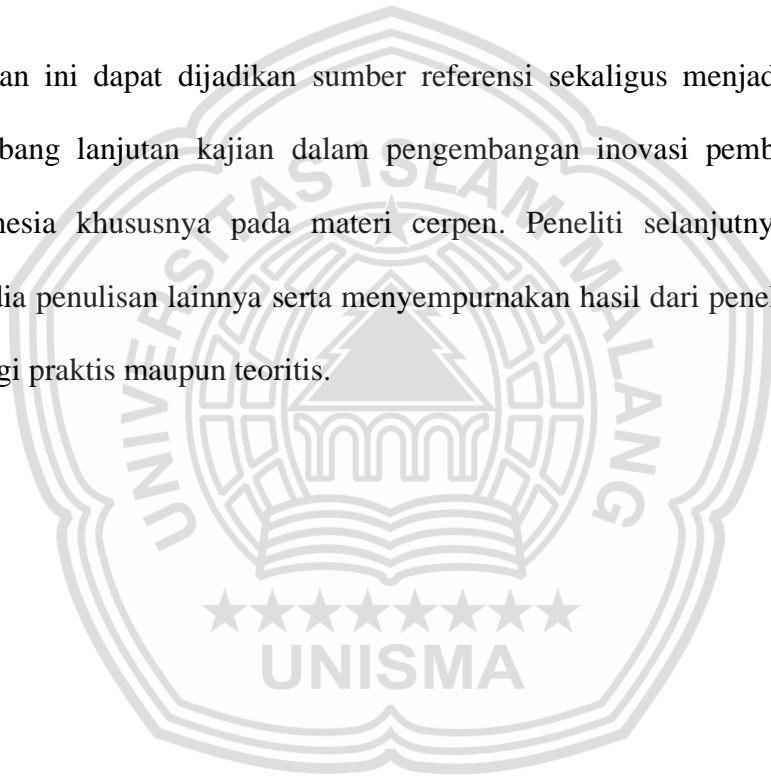 an ini dapat dijadikan sumber referensi sekaligus menjad
bang lanjutan kajian dalam pengembangan inovasi pemb
nesia khususnya pada materi cerpen. Peneliti selanjutny
dia penulisan lainnya serta menyempurnakan hasil dari penel
gi praktis maupun teoritis.
UNIVERSITAS ISLAM MALANG
UNISMA